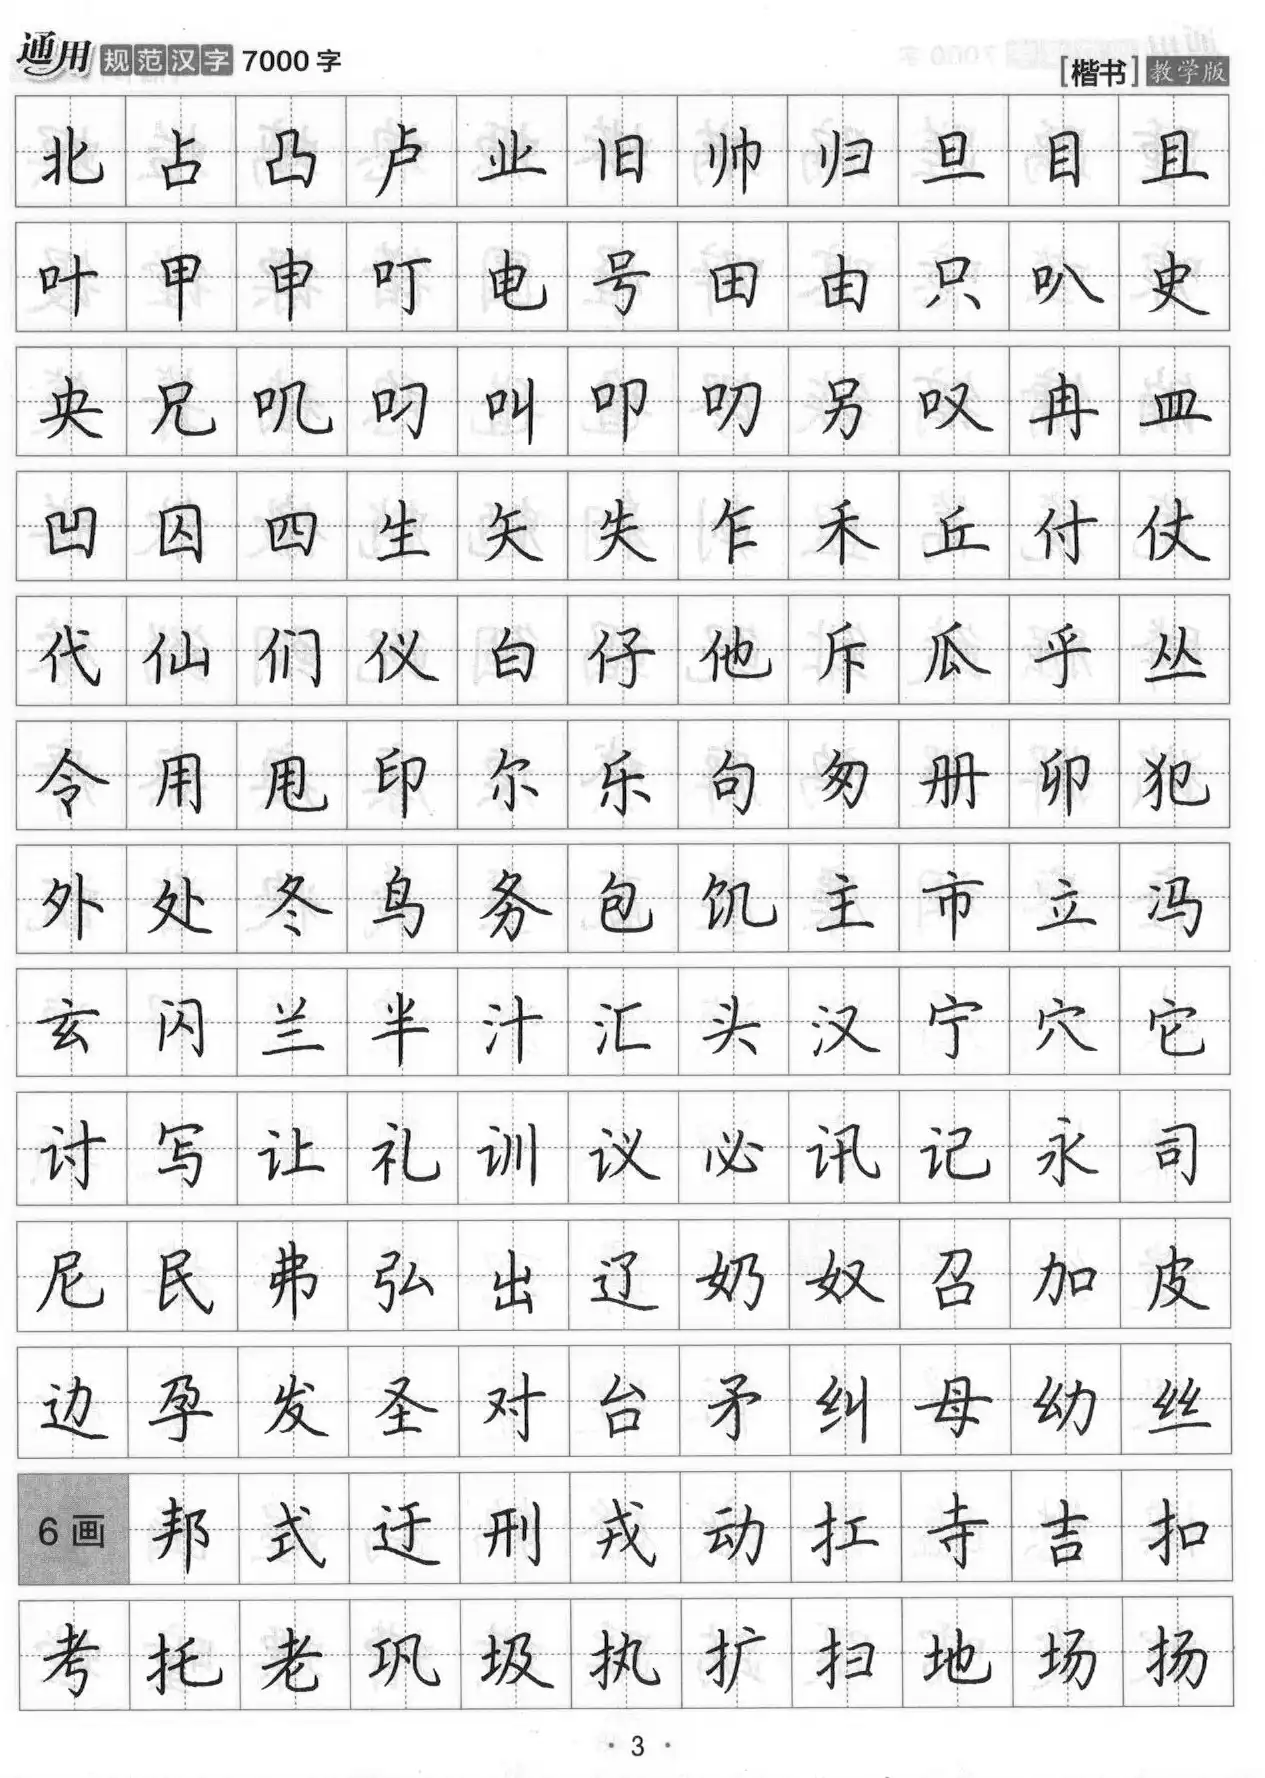 通用规范汉字7000字
[楷书]教学版
北占凸卢业旧帅归旦目且
叶甲申叮电号田由只叭史
央兄叽叼叫叩叨另叹冉皿
凹囚四生矢失乍禾丘付仗
代仙们仪白仔他斥瓜乎丛
令用甩印尔乐句匆册卯犯
外处冬鸟务包饥主市立冯
玄闪兰半汁汇头汉宁穴它
讨写让礼训议必讯记永司
尼民弗弘出辽奶奴召加皮
边孕发圣对台矛纠母幼丝
6画邦式迂刑戎动扛寺吉扣
考托老巩圾执扩扫地场扬
·3·